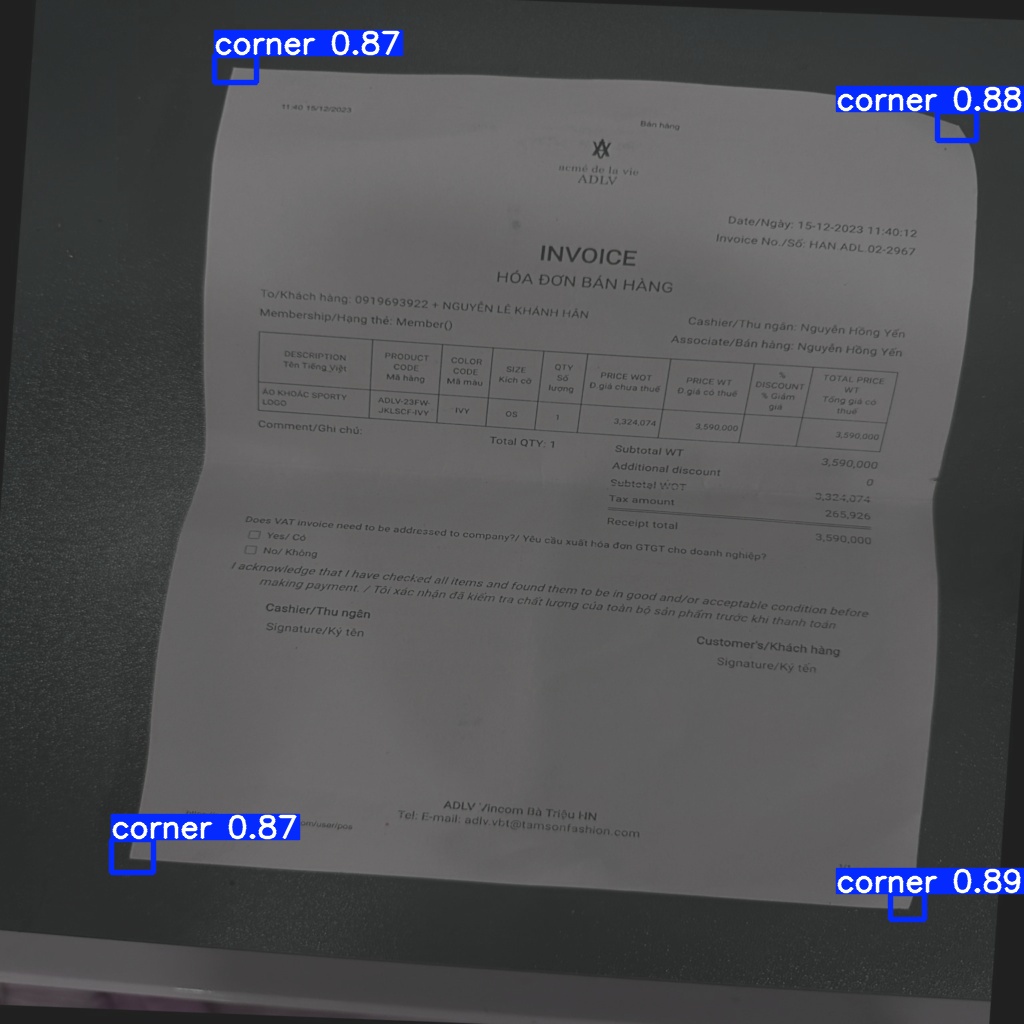 corner 0.87
corner 0.88
11:40 15/12/2023
Bán hàng
acmé de la vie
ADLV
Date/Ngày: 15-12-2023 11:40:12
Invoice No./Số: HAN.ADL.02-2967
INVOICE
HÓA ĐƠN BÁN HÀNG
To/Khách hàng: 0919693922 + NGUYỄN LÊ KHÁNH HÂN
Membership/Hạng thẻ: Member()
Cashier/Thu ngân: Nguyễn Hồng Yến
Associate/Bán hàng: Nguyễn Hồng Yến
DESCRIPTION Tên Tiếng Việt PRODUCT CODE Mã hàng COLOR CODE Mã màu SIZE Kích cỡ QTY Số lượng PRICE WOT Đ.giá chưa thuế PRICE WT Đ.giá có thuế % DISCOUNT % Giảm giá TOTAL PRICE WT Tổng giá có thuế
ÁO KHOÁC SPORTY LOGO ADLV-23FW-JKLSCF-IVY IVY OS 1 3,324,074 3,590,000 3,590,000
Comment/Ghi chú:
Total QTY: 1
Subtotal WT 3,590,000
Additional discount 0
Subtotal WOT 3,324,074
Tax amount 265,926
Receipt total 3,590,000
Does VAT invoice need to be addressed to company?/ Yêu cầu xuất hóa đơn GTGT cho doanh nghiệp?
Yes/ Có
No/ Không
I acknowledge that I have checked all items and found them to be in good and/or acceptable condition before
making payment. / Tôi xác nhận đã kiểm tra chất lượng của toàn bộ sản phẩm trước khi thanh toán
Cashier/Thu ngân
Signature/Ký tên
Customer's/Khách hàng
Signature/Ký tên
ADLV Vincom Bà Triệu HN
Tel: E-mail: adlv.vbt@tamsonfashion.com
corner 0.87
om/user/pos
corner 0.89